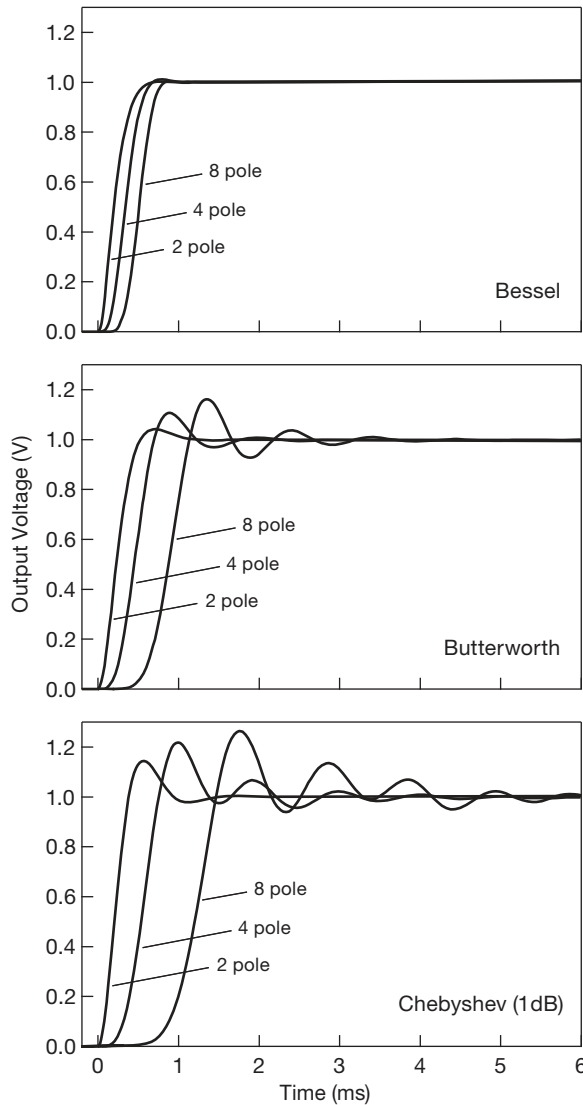 1.2
1.0
0.8
0.6
0.4
0.2
0.0
8 pole
4 pole
2 pole
Bessel
Output Voltage (V)
1.2
1.0
0.8
0.6
0.4
0.2
0.0
8 pole
4 pole
2 pole
Butterworth
1.2
1.0
0.8
0.6
0.4
0.2
0.0
8 pole
4 pole
2 pole
Chebyshev (1dB)
0 1 2 3 4 5 6
Time (ms)